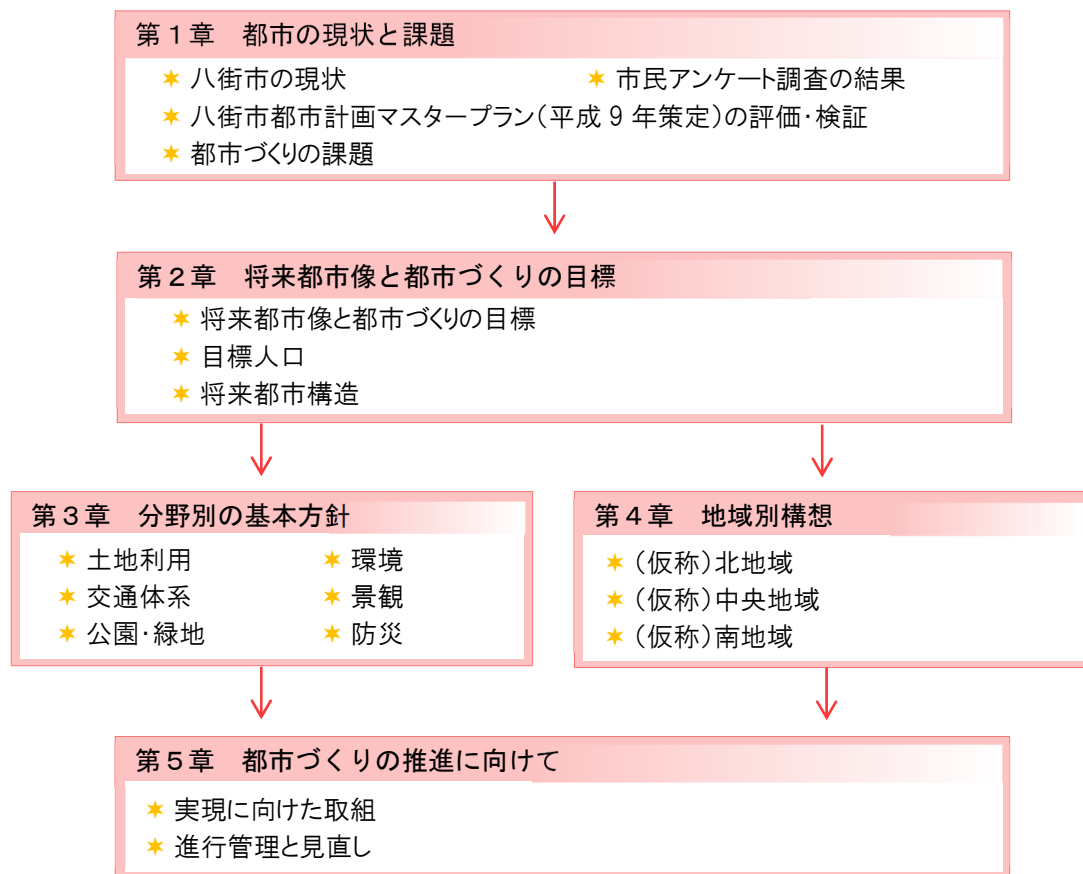 第１章　都市の現状と課題
✶ 八街市の現状　✶ 市民アンケート調査の結果
✶ 八街市都市計画マスタープラン（平成９年策定）の評価・検証
✶ 都市づくりの課題
第２章　将来都市像と都市づくりの目標
✶ 将来都市像と都市づくりの目標
✶ 目標人口
✶ 将来都市構造
第３章　分野別の基本方針
✶ 土地利用　✶ 環境
✶ 交通体系　✶ 景観
✶ 公園・緑地　✶ 防災
第４章　地域別構想
✶ （仮称）北地域
✶ （仮称）中央地域
✶ （仮称）南地域
第５章　都市づくりの推進に向けて
✶ 実現に向けた取組
✶ 進行管理と見直し